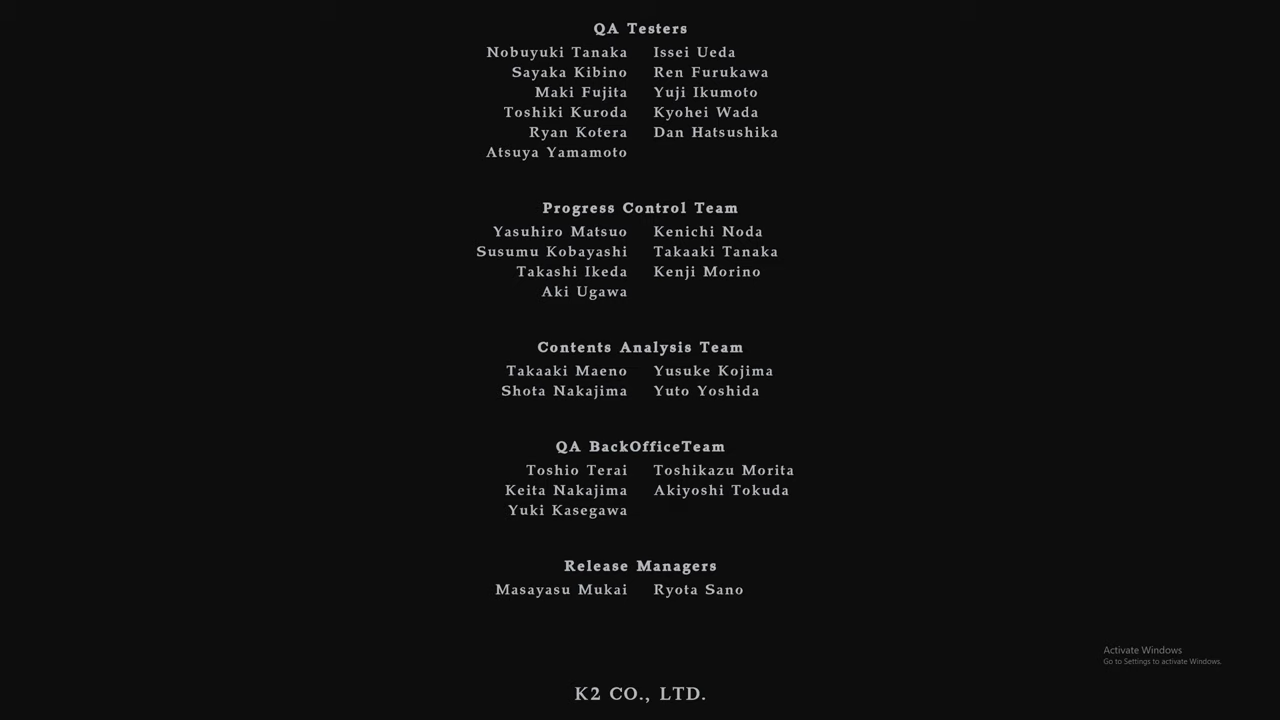 QA Testers
Nobuyuki Tanaka Issei Ueda
Sayaka Kibino Ren Furukawa
Maki Fujita Yuji Ikumoto
Toshiki Kuroda Kyohei Wada
Ryan Kotera Dan Hatsushika
Atsuya Yamamoto
Progress Control Team
Yasuhiro Matsuo Kenichi Noda
Susumu Kobayashi Takaaki Tanaka
Takashi Ikeda Kenji Morino
Aki Ugawa
Contents Analysis Team
Takaaki Maeno Yusuke Kojima
Shota Nakajima Yuto Yoshida
QA BackOfficeTeam
Toshio Terai Toshikazu Morita
Keita Nakajima Akiyoshi Tokuda
Yuki Kasegawa
Release Managers
Masayasu Mukai Ryota Sano
Activate Windows
Go to Settings to activate Windows.
K2 CO., LTD.